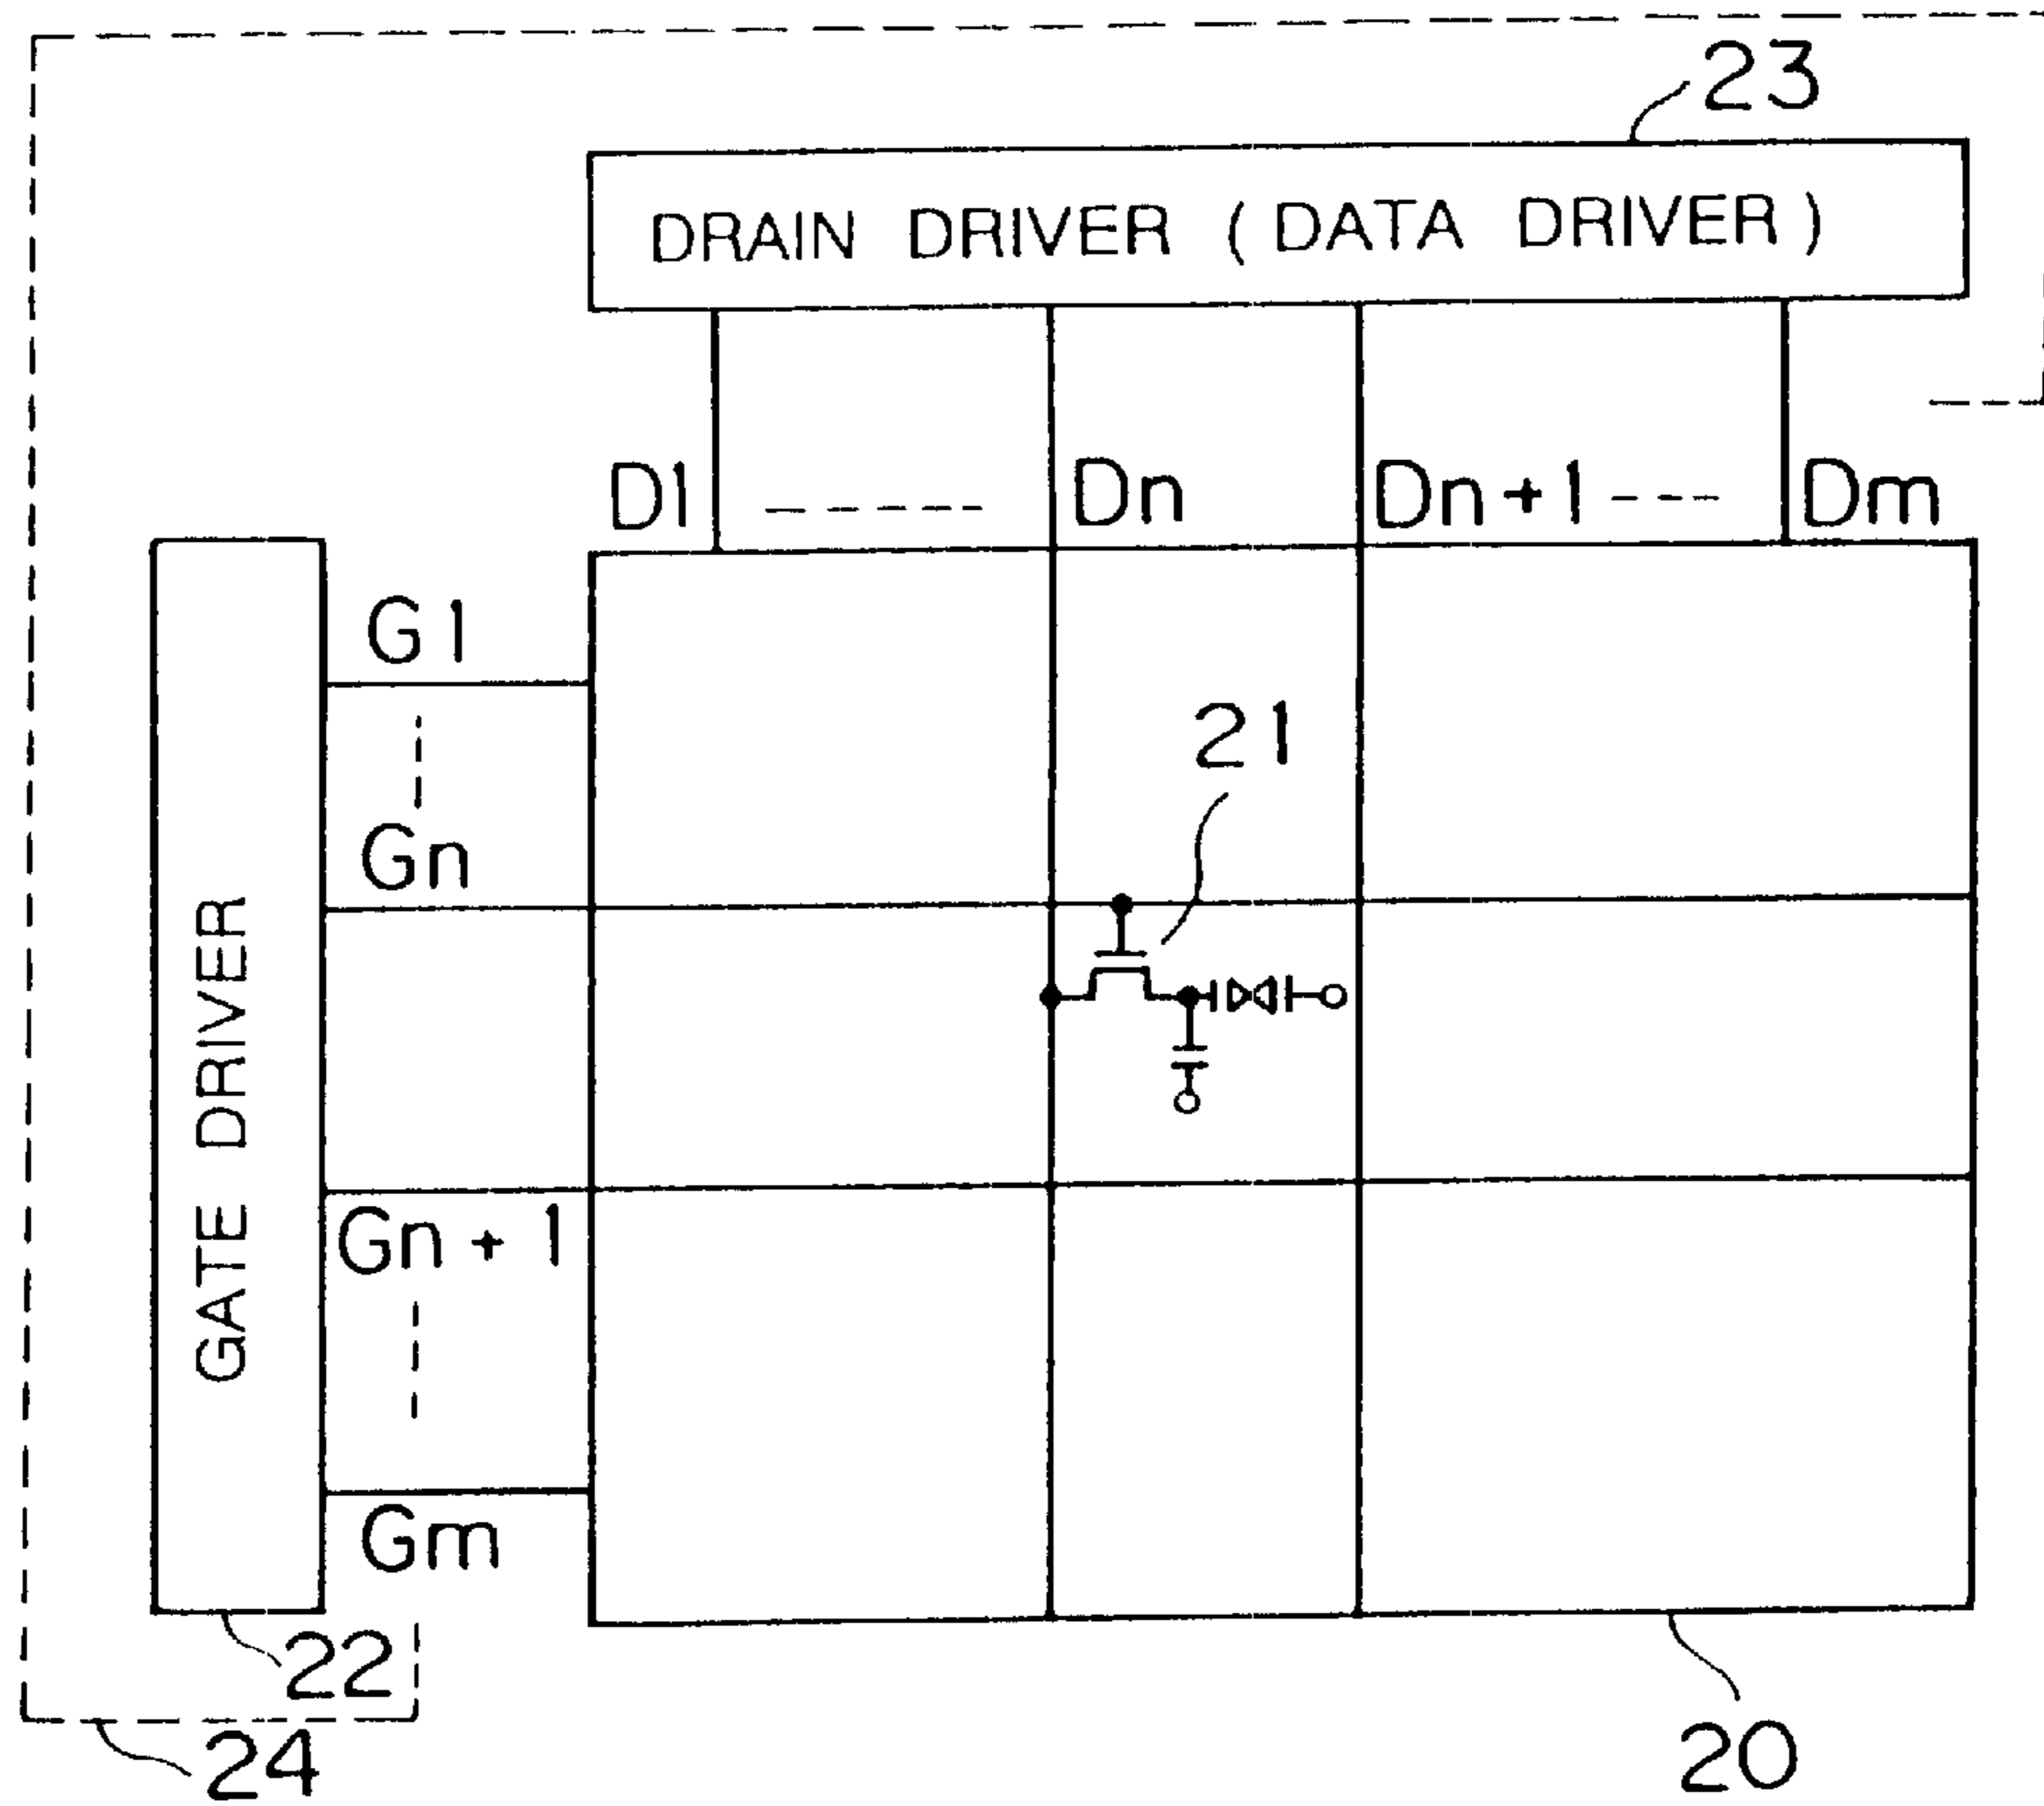 23
DRAIN DRIVER (DATA DRIVER)
D1 Dn Dn+1 Dm
G1
21
Gn
GATE DRIVER
Gn+1
Gm
22
24
20